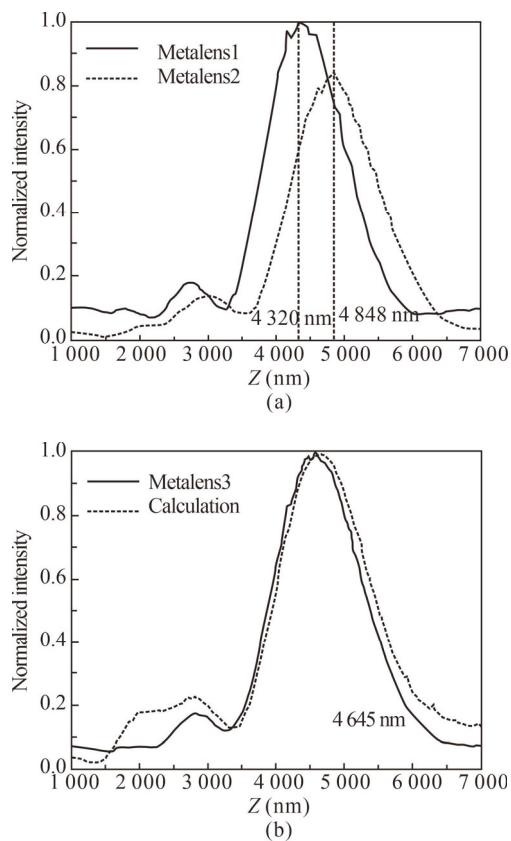 1.0
Metalens1
Metalens2
0.8
0.6
0.4
0.2
0.0
Normalized intensity
4 320 nm
4 848 nm
1 000 2 000 3 000 4 000 5 000 6 000 7 000
Z (nm)
(a)
1.0
Metalens3
Calculation
0.8
0.6
0.4
0.2
0.0
Normalized intensity
4 645 nm
1 000 2 000 3 000 4 000 5 000 6 000 7 000
Z (nm)
(b)